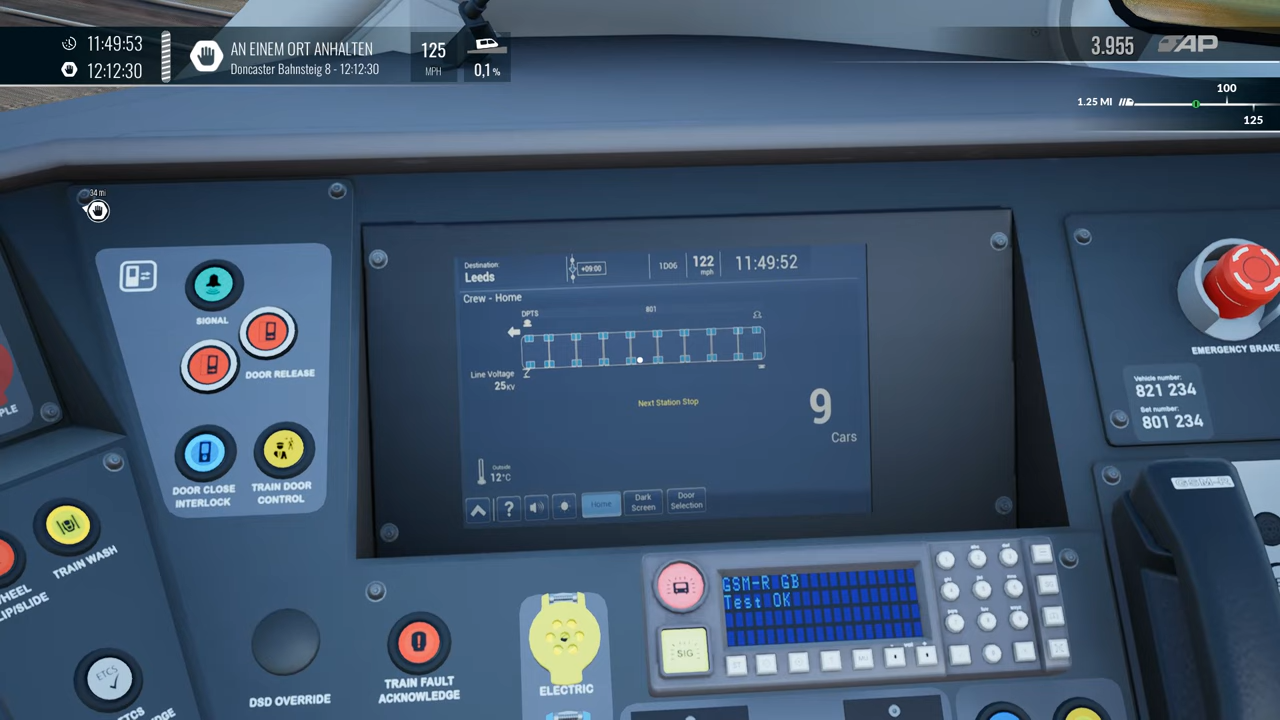 11:49:53
12:12:30
AN EINEM ORT ANHALTEN
Doncaster Bahnsteig 8 - 12:12:30
125
MPH
0,1 %
3.955
AP
1.25 MI
100
125
34 m
SIGNAL
DOOR RELEASE
DOOR CLOSE
INTERLOCK
TRAIN DOOR
CONTROL
TRAIN WASH
DSD OVERRIDE
TRAIN FAULT
ACKNOWLEDGE
ETCS
Destination
Leeds
+09:00
1D06
122
mph
11:49:52
Crew - Home
DPTS
801
Line Voltage
25KV
Next Station Stop
9
Cars
Outside
12°C
?
Home
Dark
Screen
Door
Selection
GSM-R GB
Test OK
SIG
ELECTRIC
EMERGENCY BRAKE
Vehicle number:
821 234
Set number:
801 234